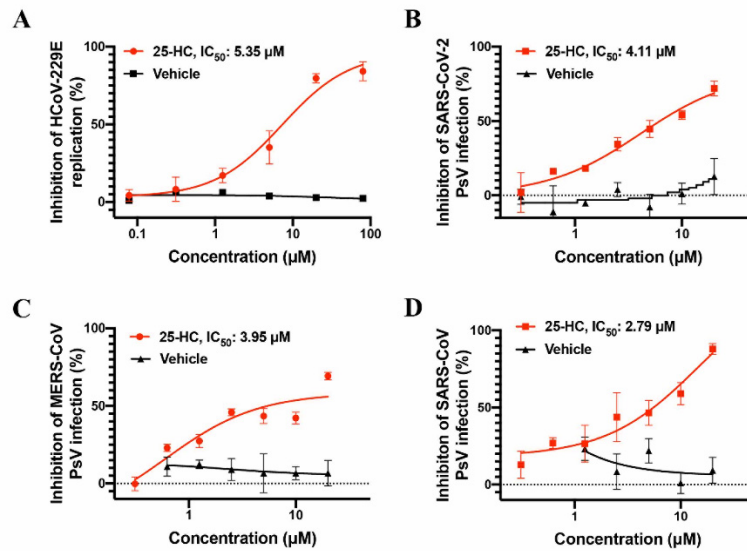 A
Inhibition of HCoV-229E
replication (%)
100
50
0
25-HC, IC50: 5.35 µM
Vehicle
0.1
1
10
100
Concentration (µM)
B
Inhibiton of SARS-CoV-2
PsV infection (%)
100
50
0
25-HC, IC50: 4.11 µM
Vehicle
1
10
Concentration (µM)
C
Inhibition of MERS-CoV
PsV infection (%)
100
50
0
25-HC, IC50: 3.95 µM
Vehicle
1
10
Concentration (µM)
D
Inhibiton of SARS-CoV
PsV infection (%)
100
50
0
25-HC, IC50: 2.79 µM
Vehicle
1
10
Concentration (µM)